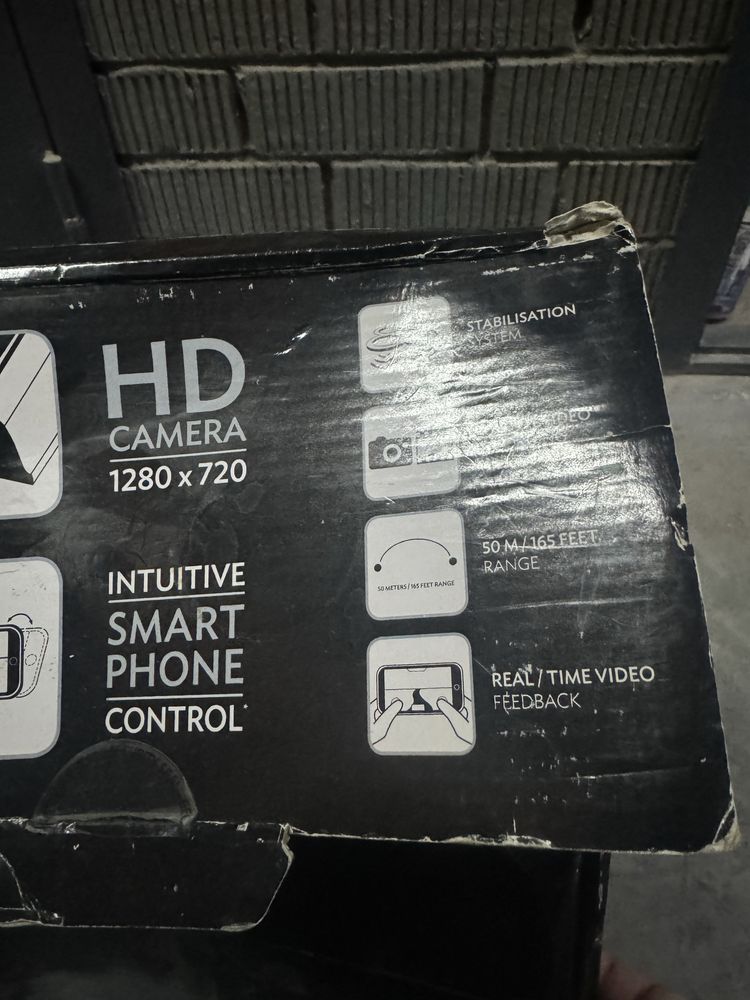 HD
CAMERA
1280 x 720
INTUITIVE
SMART
PHONE
CONTROL*
STABILISATION
SYSTEM
VIDEO
50 METERS / 165 FEET RANGE
50 M / 165 FEET
RANGE
REAL / TIME VIDEO
FEEDBACK